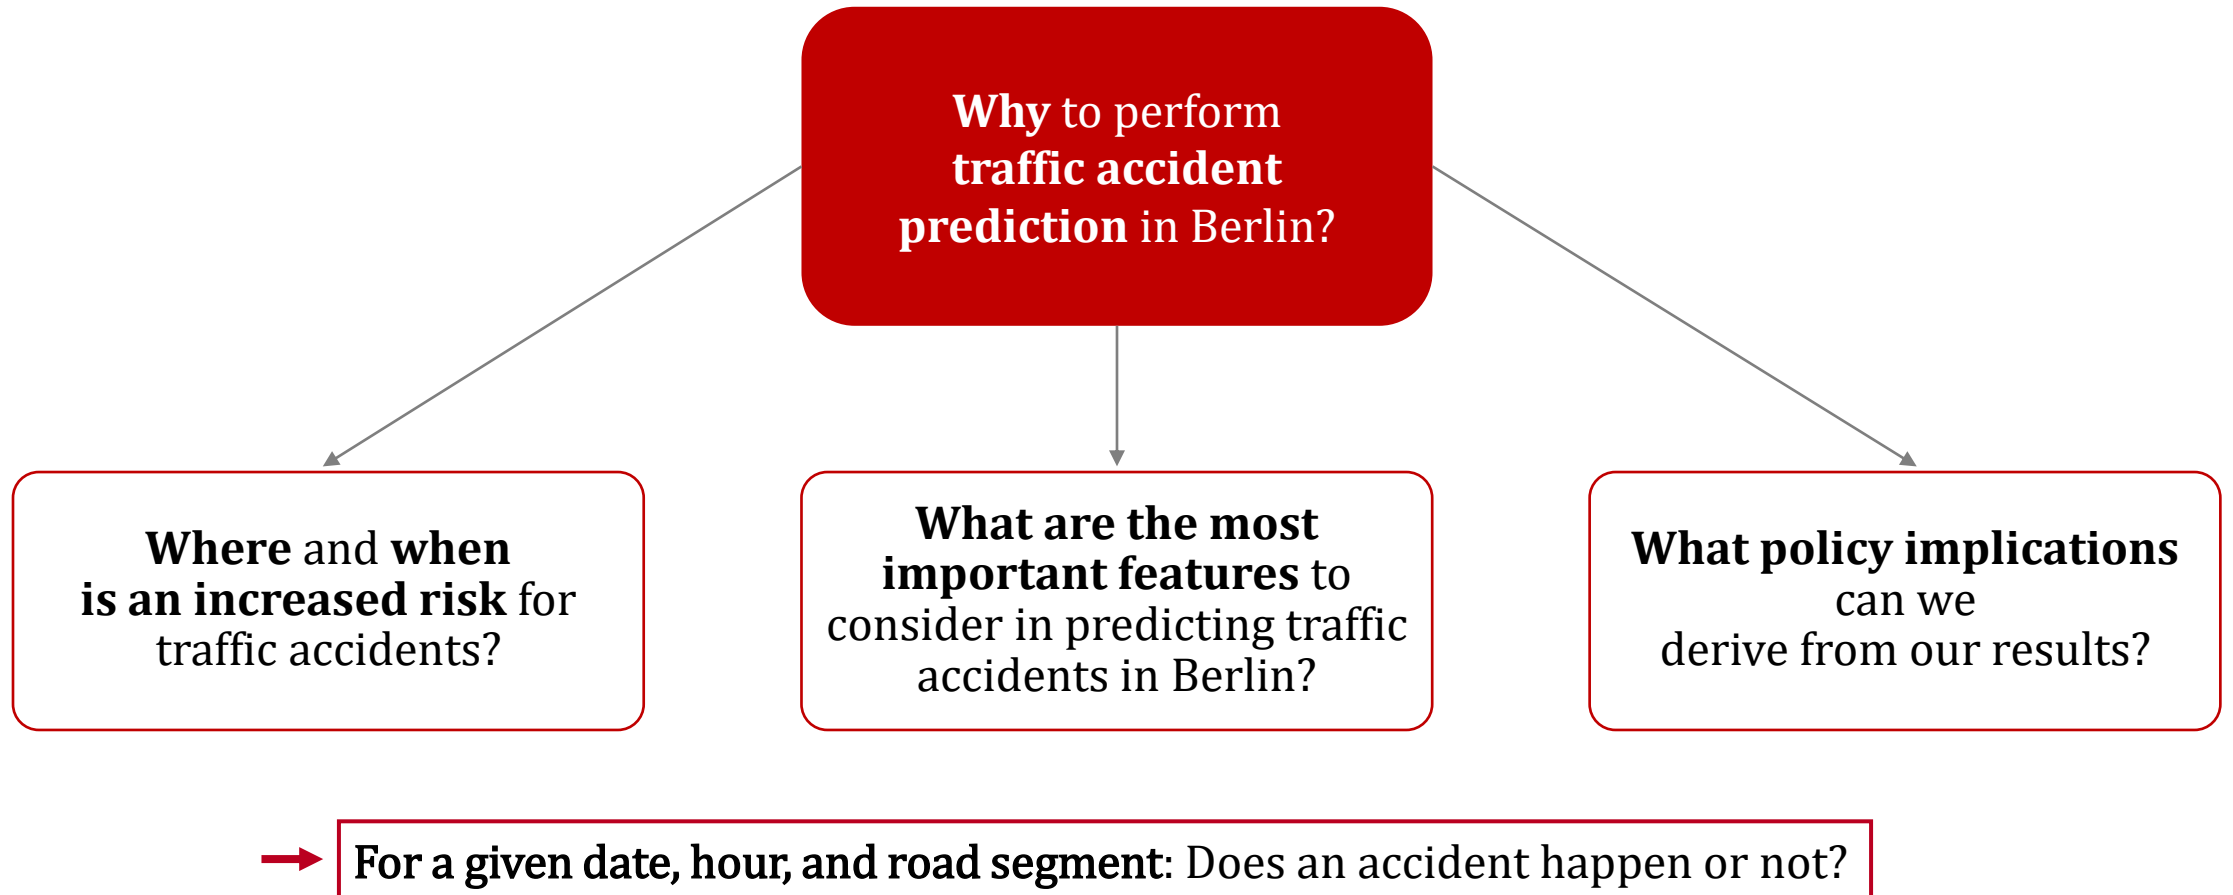 Why to perform
traffic accident
prediction in Berlin?
Where and when
is an increased risk for
traffic accidents?
What are the most
important features to
consider in predicting traffic
accidents in Berlin?
What policy implications
can we
derive from our results?
For a given date, hour, and road segment: Does an accident happen or not?